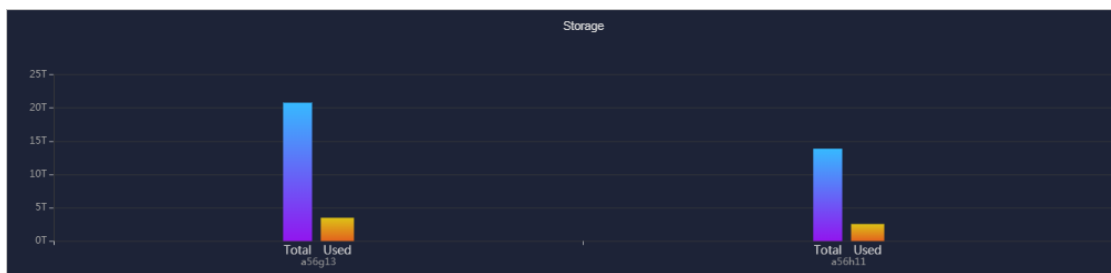 Storage
25T
20T
15T
10T
5T
0T
Total Used Total Used
a56g13 a56h11